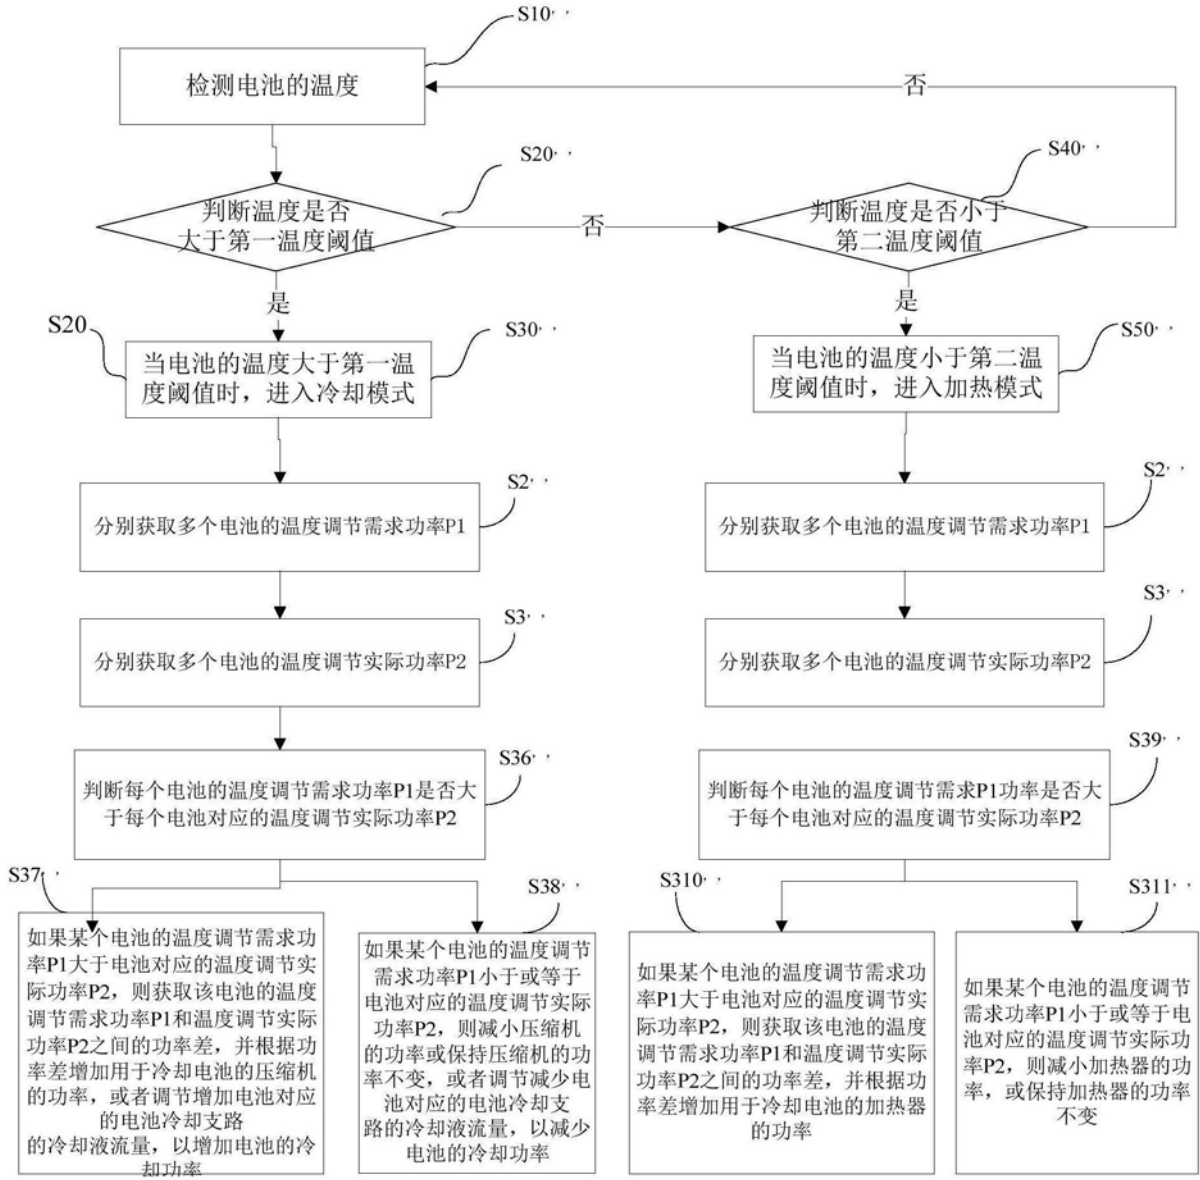 S10'''
检测电池的温度
否
S20'''
判断温度是否
大于第一温度阈值
否
S40'''
判断温度是否小于
第二温度阈值
是
是
S20
S30'''
当电池的温度大于第一温
度阈值时，进入冷却模式
S50'''
当电池的温度小于第二温
度阈值时，进入加热模式
S2'''
分别获取多个电池的温度调节需求功率P1
S2'''
分别获取多个电池的温度调节需求功率P1
S3'''
分别获取多个电池的温度调节实际功率P2
S3'''
分别获取多个电池的温度调节实际功率P2
S36'''
判断每个电池的温度调节需求功率P1是否大
于每个电池对应的温度调节实际功率P2
S39'''
判断每个电池的温度调节需求P1功率是否大
于每个电池对应的温度调节实际功率P2
S37'''
如果某个电池的温度调节需求功
率P1大于电池对应的温度调节实
际功率P2，则获取该电池的温度
调节需求功率P1和温度调节实际
功率P2之间的功率差，并根据功
率差增加用于冷却电池的压缩机
的功率，或者调节增加电池对应
的电池冷却支路
的冷却液流量，以增加电池的冷
却功率
S38'''
如果某个电池的温度调节
需求功率P1小于或等于
电池对应的温度调节实际
功率P2，则减小压缩机
的功率或保持压缩机的功
率不变，或者调节减少电
池对应的电池冷却支
路的冷却液流量，以减少
电池的冷却功率
S310'''
如果某个电池的温度调节需求功
率P1大于电池对应的温度调节实
际功率P2，则获取该电池的温度
调节需求功率P1和温度调节实际
功率P2之间的功率差，并根据功
率差增加用于冷却电池的加热器
的功率
S311'''
如果某个电池的温度调节
需求功率P1小于或等于电
池对应的温度调节实际功
率P2，则减小加热器的功
率，或保持加热器的功率
不变